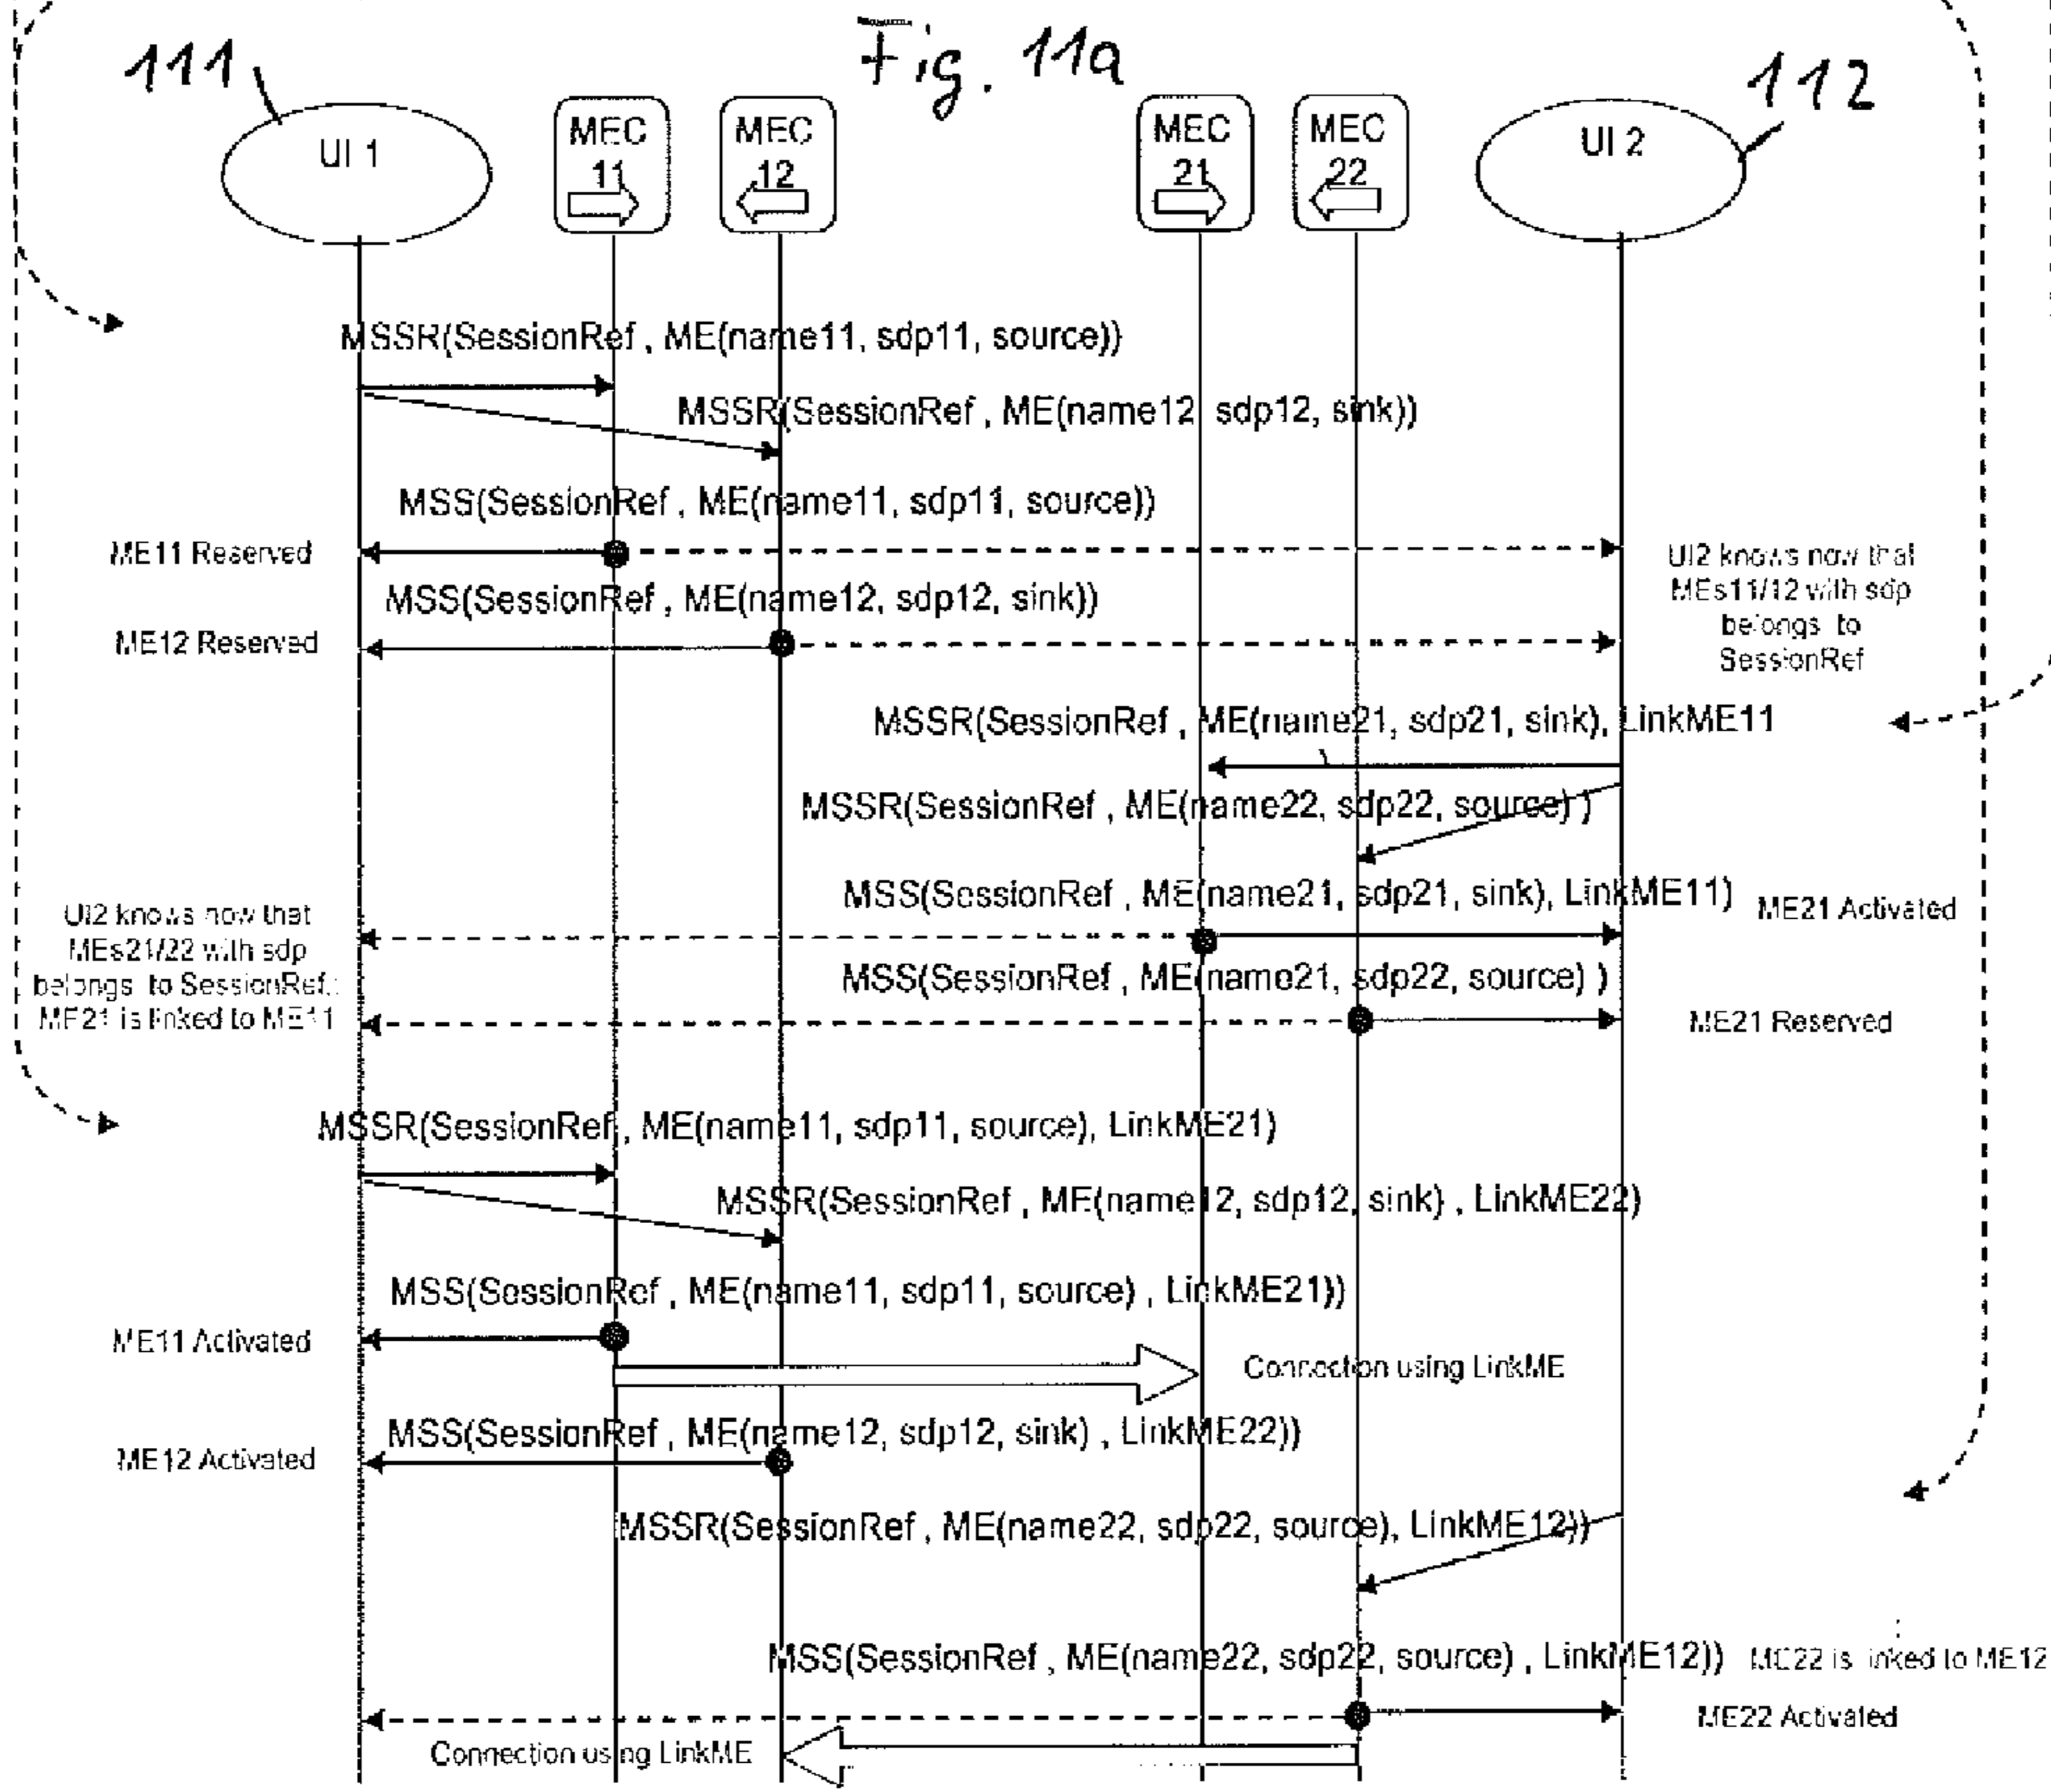 Fig. 11a
111
112
UI 1
MEC
11
MEC
12
MEC
21
MEC
22
UI 2
MSSR(SessionRef , ME(name11, sdp11, source))
MSSR(SessionRef , ME(name12, sdp12, sink))
MSS(SessionRef , ME(name11, sdp11, source))
ME11 Reserved
MSS(SessionRef , ME(name12, sdp12, sink))
ME12 Reserved
UI2 knows now that
MEs11/12 with sdp
belongs to
SessionRef
MSSR(SessionRef , ME(name21, sdp21, sink), LinkME11
MSSR(SessionRef , ME(name22, sdp22, source) )
MSS(SessionRef , ME(name21, sdp21, sink), LinkME11)
ME21 Activated
UI2 knows now that
MEs21/22 with sdp
belongs to SessionRef.:
ME21 is linked to ME11
MSS(SessionRef , ME(name21, sdp22, source) )
ME21 Reserved
MSSR(SessionRef , ME(name11, sdp11, source), LinkME21)
MSSR(SessionRef , ME(name12, sdp12, sink) , LinkME22)
MSS(SessionRef , ME(name11, sdp11, source) , LinkME21))
ME11 Activated
Connection using LinkME
MSS(SessionRef , ME(name12, sdp12, sink) , LinkME22))
ME12 Activated
MSSR(SessionRef , ME(name22, sdp22, source), LinkME12))
MSS(SessionRef , ME(name22, sdp22, source) , LinkME12))
is linked to ME12
ME22 Activated
Connection using LinkME